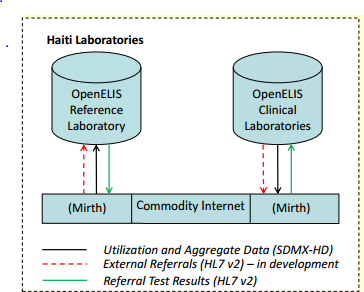 Haiti Laboratories
OpenELIS
Reference
Laboratory
OpenELIS
Clinical
Laboratories
(Mirth)
Commodity Internet
(Mirth)
Utilization and Aggregate Data (SDMX-HD)
External Referrals (HL7 v2) – in development
Referral Test Results (HL7 v2)